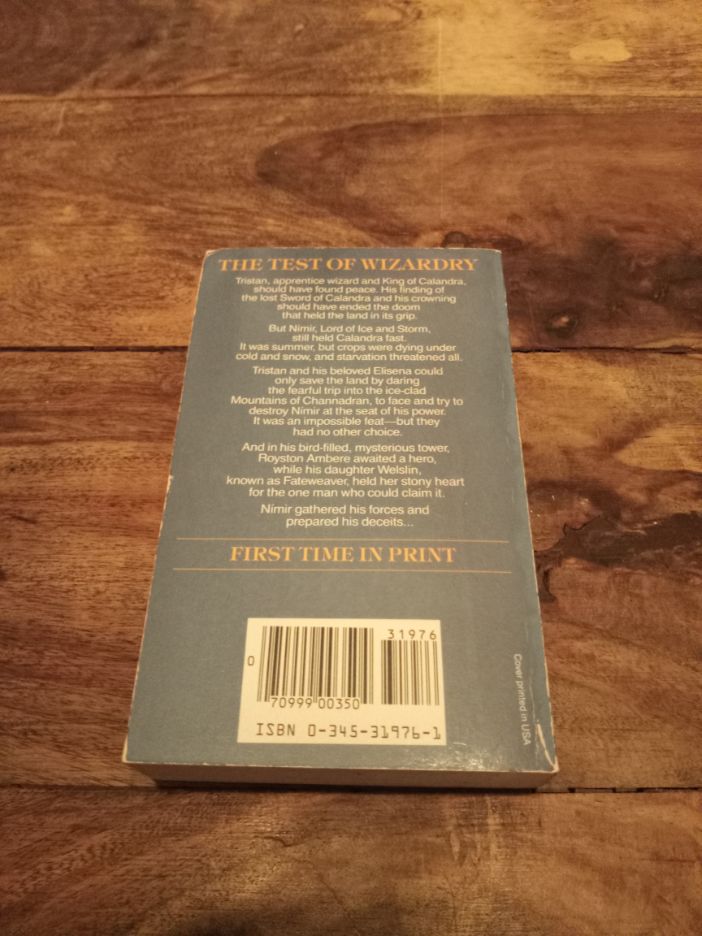 THE TEST OF WIZARDRY
Tristan, apprentice wizard and King of Calandra,
should have found peace. His finding of
the lost Sword of Calandra and his crowning
should have ended the doom
that held the land in its grip.
But Nímir, Lord of Ice and Storm,
still held Calandra fast.
It was summer, but crops were dying under
cold and snow, and starvation threatened all.
Tristan and his beloved Elisena could
only save the land by daring
the fearful trip into the ice-clad
Mountains of Channadran, to face and try to
destroy Nímir at the seat of his power.
It was an impossible feat—but they
had no other choice.
And in his bird-filled, mysterious tower,
Royston Ambere awaited a hero,
while his daughter Welslin,
known as Fateweaver, held her stony heart
for the one man who could claim it.
Nímir gathered his forces and
prepared his deceits...
FIRST TIME IN PRINT
31976
0
70999 00350
ISBN 0-345-31976-1
Cover printed in USA